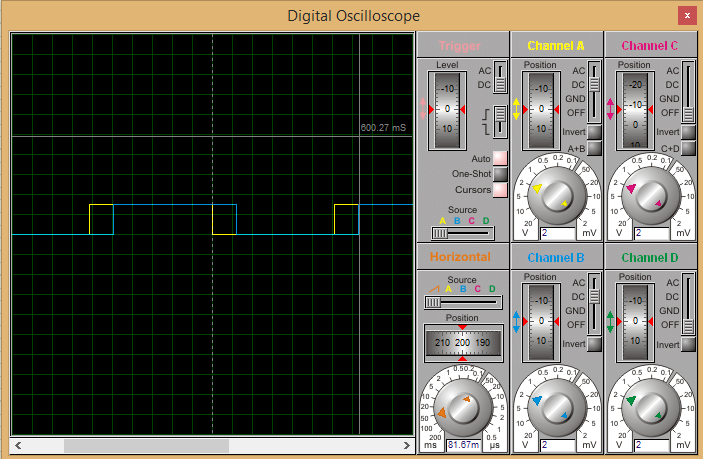 Digital Oscilloscope
x
600.27 mS
Trigger
Level
-10
0
10
AC
DC
Auto
One-Shot
Cursors
Source
A B C D
Channel A
Position
-10
0
10
AC
DC
GND
OFF
Invert
A+B
20 V
5
2
1
0.5
0.2
0.1
50
20
10
5
2 mV
2
Channel C
Position
-20
-10
0
10
AC
DC
GND
OFF
Invert
C+D
20 V
5
2
1
0.5
0.2
0.1
50
20
10
5
2 mV
2
Horizontal
Source
A B C D
Position
210 200 190
200 ms
100
50
20
10
5
2
1
0.5
0.2
0.1
50
20
10
5
2
1
0.5 µs
81.67m
Channel B
Position
-10
0
10
AC
DC
GND
OFF
Invert
20 V
5
2
1
0.5
0.2
0.1
50
20
10
5
2 mV
2
Channel D
Position
-10
0
10
AC
DC
GND
OFF
Invert
20 V
5
2
1
0.5
0.2
0.1
50
20
10
5
2 mV
2